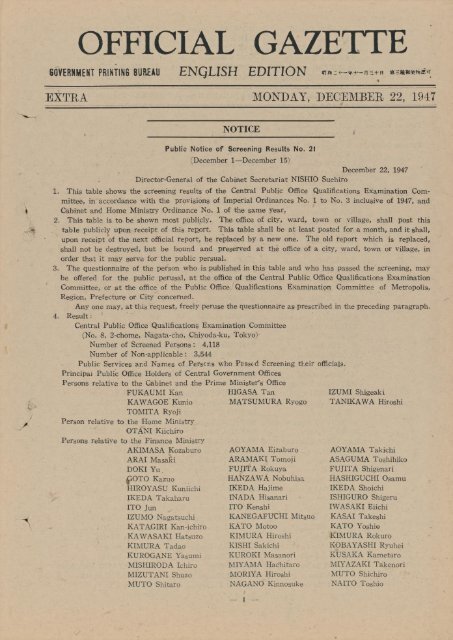 OFFICIAL GAZETTE
GOVERNMENT PRINTING BUREAU ENGLISH EDITION
EXTRA MONDAY, DECEMBER 22, 1947
NOTICE
Public Notice of Screening Results No. 21
(December 1—December 15)
December 22, 1947
Director-General of the Cabinet Secretariat NISHIO Suehiro
1. This table shows the screening results of the Central Public Office Qualifications Examination Com-
mittee, in accordance with the provisions of Imperial Ordinances No. 1 to No. 3 inclusive of 1947, and
Cabinet and Home Ministry Ordinance No. 1 of the same year.
2. This table is to be shown most publicly. The office of city, ward, town or village, shall post this
table publicly upon receipt of this report. This table shall be at least posted for a month, and it shall,
upon receipt of the next official report, be replaced by a new one. The old report which is replaced,
shall not be destroyed, but be bound and preserved at the office of a city, ward, town or village, in
order that it may serve for the public persual.
3. The questionnaire of the person who is published in this table and who has passed the screening, may
be offered for the public perusal, at the office of the Central Public Office Qualifications Examination
Committee, or at the office of the Public Office Qualifications Examination Committee of Metropolis,
Region, Prefecture or City concerned.
Any one may, at this request, freely peruse the questionnaire as prescribed in the preceding paragraph.
4. Result:
Central Public Office Qualifications Examination Committee
(No. 8, 2-chome, Nagata-cho, Chiyoda-ku, Tokyo)
Number of Screened Persons: 4,118
Number of Non-applicable: 3,544
Public Services and Names of Persons who Passed Screening their officials.
Principal Public Office Holders of Central Government Offices
Persons relative to the Cabinet and the Prime Minister's Office
FUKAUMI Kan HIGASA Tan IZUMI Shigeaki
KAWAGOE Kunio MATSUMURA Ryogo TANIKAWA Hiroshi
TOMITA Ryoji
Person relative to the Home Ministry
OTANI Kiichiro
Persons relative to the Finance Ministry
AKIMASA Kozaburo AOYAMA Eizaburo AOYAMA Takichi
ARAI Masaki ARAMAKI Tomoji ASAGUMA Toshihiko
DOKI Yu FUJITA Rokuya FUJITA Shigenari
GOTO Kazuo HANZAWA Nobuhisa HASHIGUCHI Osamu
HIROYASU Kuniichi IKEDA Hajime IKEDA Shoichi
IKEDA Takaharu INADA Hisanari ISHIGURO Shigeru
ITO Jun ITO Kenshi IWASAKI Eiichi
IZUMO Nagatsuchi KANEGAFUCHI Mitsuo KASAI Takeshi
KATAGIRI Kan-ichiro KATO Motoo KATO Yoshio
KAWASAKI Hatsuzo KIMURA Hiroshi KIMURA Rokuro
KIMURA Tadao KISHI Sakichi KOBAYASHI Ryuhei
KUROGANE Yasumi KUROKI Masanori KUSAKA Kametaro
MISHIRODA Ichiro MIYAMA Hachitaro MIYAZAKI Takenori
MIZUTANI Shuzo MORIYA Hiroshi MUTO Shichiro
MUTO Shitaro NAGANO Kinnosuke NAITO Toshio
— 1 —